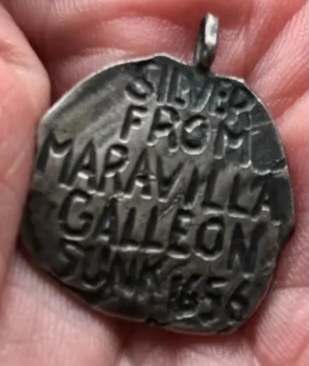 SILVER
FROM
MARAVILLA
GALLEON
SUNK 1656